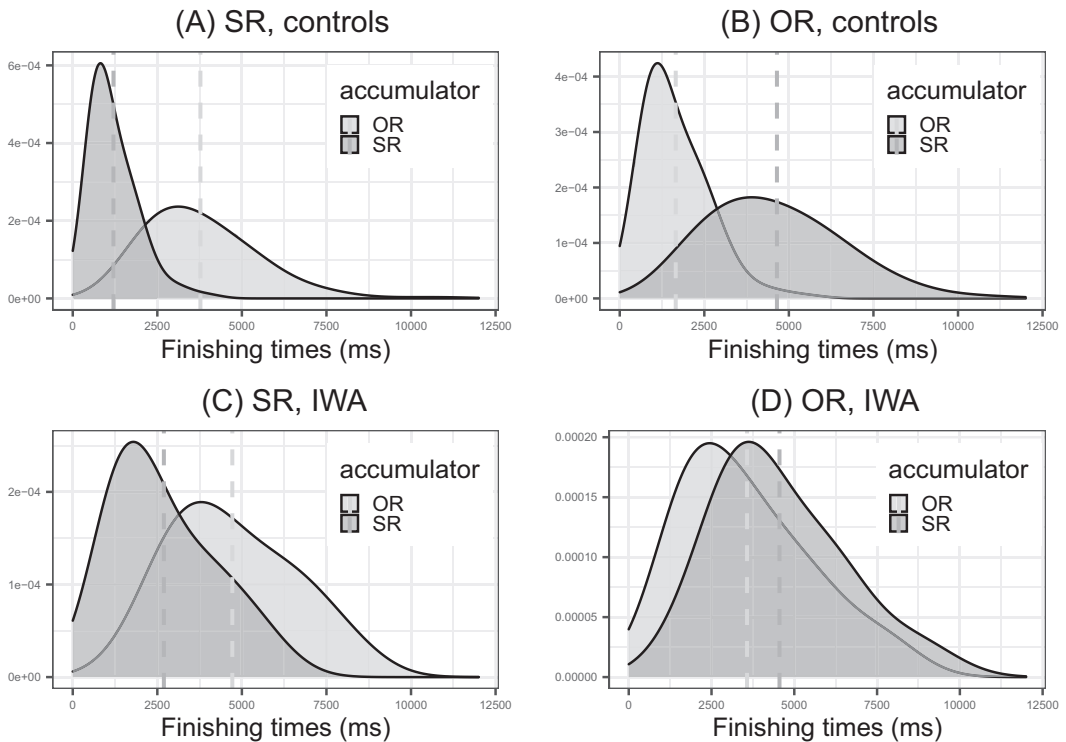 (A) SR, controls
6e−04
4e−04
2e−04
0e+00
accumulator
OR
SR
0 2500 5000 7500 10000 12500
Finishing times (ms)
(B) OR, controls
4e−04
3e−04
2e−04
1e−04
0e+00
accumulator
OR
SR
0 2500 5000 7500 10000 12500
Finishing times (ms)
(C) SR, IWA
2e−04
1e−04
0e+00
accumulator
OR
SR
0 2500 5000 7500 10000 12500
Finishing times (ms)
(D) OR, IWA
0.00020
0.00015
0.00010
0.00005
0.00000
accumulator
OR
SR
0 2500 5000 7500 10000 12500
Finishing times (ms)